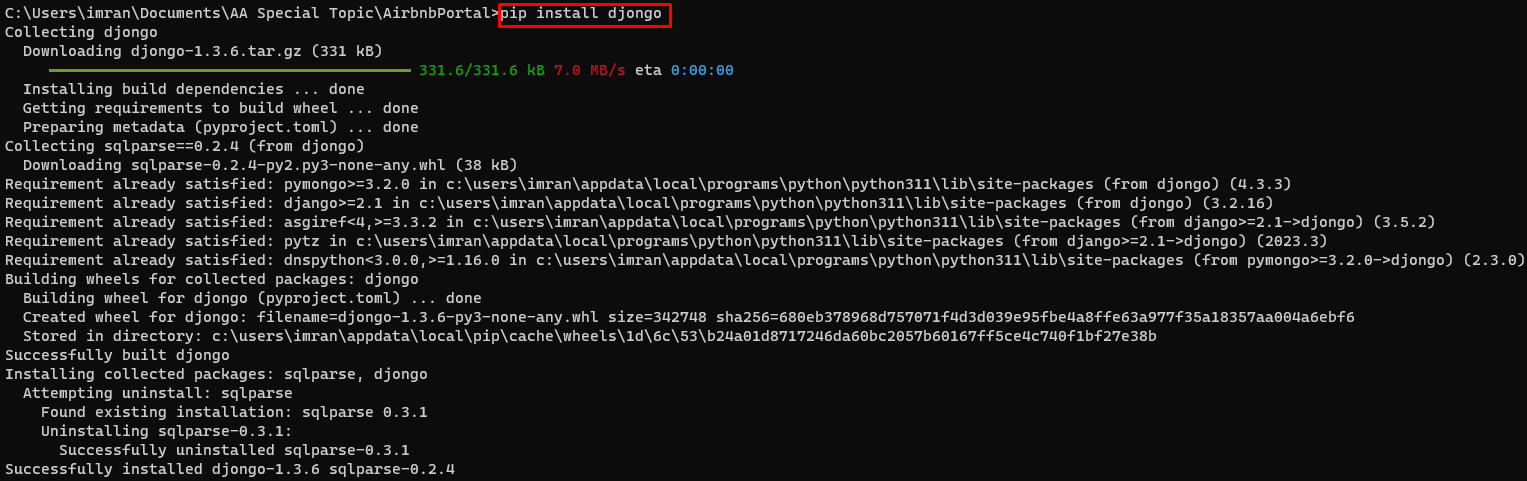 C:\Users\imran\Documents\AA Special Topic\AirbnbPortal>pip install djongo
Collecting djongo
  Downloading djongo-1.3.6.tar.gz (331 kB)
     331.6/331.6 kB 7.0 MB/s eta 0:00:00
  Installing build dependencies ... done
  Getting requirements to build wheel ... done
  Preparing metadata (pyproject.toml) ... done
Collecting sqlparse==0.2.4 (from djongo)
  Downloading sqlparse-0.2.4-py2.py3-none-any.whl (38 kB)
Requirement already satisfied: pymongo>=3.2.0 in c:\users\imran\appdata\local\programs\python\python311\lib\site-packages (from djongo) (4.3.3)
Requirement already satisfied: django>=2.1 in c:\users\imran\appdata\local\programs\python\python311\lib\site-packages (from djongo) (3.2.16)
Requirement already satisfied: asgiref<4,>=3.3.2 in c:\users\imran\appdata\local\programs\python\python311\lib\site-packages (from django>=2.1->djongo) (3.5.2)
Requirement already satisfied: pytz in c:\users\imran\appdata\local\programs\python\python311\lib\site-packages (from django>=2.1->djongo) (2023.3)
Requirement already satisfied: dnspython<3.0.0,>=1.16.0 in c:\users\imran\appdata\local\programs\python\python311\lib\site-packages (from pymongo>=3.2.0->djongo) (2.3.0)
Building wheels for collected packages: djongo
  Building wheel for djongo (pyproject.toml) ... done
  Created wheel for djongo: filename=djongo-1.3.6-py3-none-any.whl size=342748 sha256=680eb378968d757071f4d3d039e95fbe4a8ffe63a977f35a18357aa004a6ebf6
  Stored in directory: c:\users\imran\appdata\local\pip\cache\wheels\1d\6c\53\b24a01d8717246da60bc2057b60167ff5ce4c740f1bf27e38b
Successfully built djongo
Installing collected packages: sqlparse, djongo
  Attempting uninstall: sqlparse
    Found existing installation: sqlparse 0.3.1
    Uninstalling sqlparse-0.3.1:
      Successfully uninstalled sqlparse-0.3.1
Successfully installed djongo-1.3.6 sqlparse-0.2.4